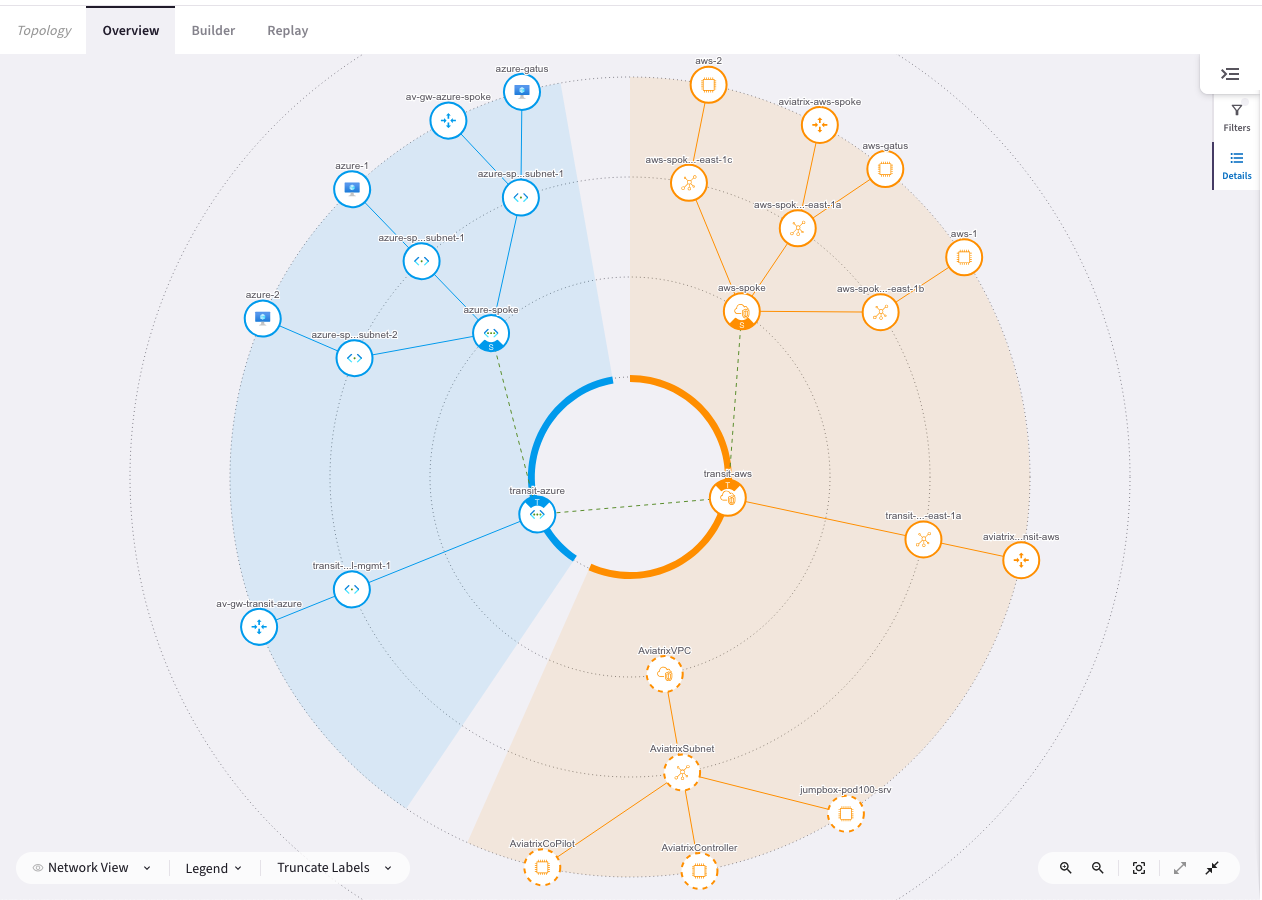 Topology Overview Builder Replay
aws-2
azure-gatus
av-gw-azure-spoke
aviatrix-aws-spoke
Filters
aws-gatus
aws-spok...-east-1c
azure-1
azure-sp...subnet-1
Details
aws-spok...-east-1a
aws-1
azure-sp...subnet-1
aws-spoke
aws-spok...-east-1b
azure-2
azure-spoke
S
azure-sp...subnet-2
S
transit-aws
T
transit-azure
T
transit-...-east-1a
aviatrix...nsit-aws
transit-...l-mgmt-1
av-gw-transit-azure
AviatrixVPC
AviatrixSubnet
jumpbox-pod100-srv
AviatrixCoPilot
AviatrixController
Network View Legend Truncate Labels